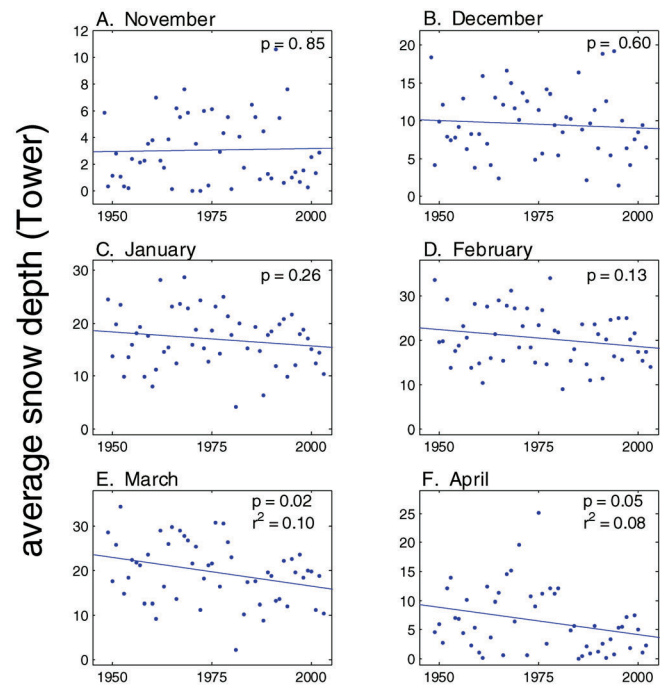 average snow depth (Tower)
A. November
p = 0.85
12
10
8
6
4
2
0
1950 1975 2000
B. December
p = 0.60
20
15
10
5
0
1950 1975 2000
C. January
p = 0.26
30
20
10
0
1950 1975 2000
D. February
p = 0.13
30
20
10
0
1950 1975 2000
E. March
p = 0.02
r² = 0.10
30
20
10
0
1950 1975 2000
F. April
p = 0.05
r² = 0.08
25
20
15
10
5
0
1950 1975 2000